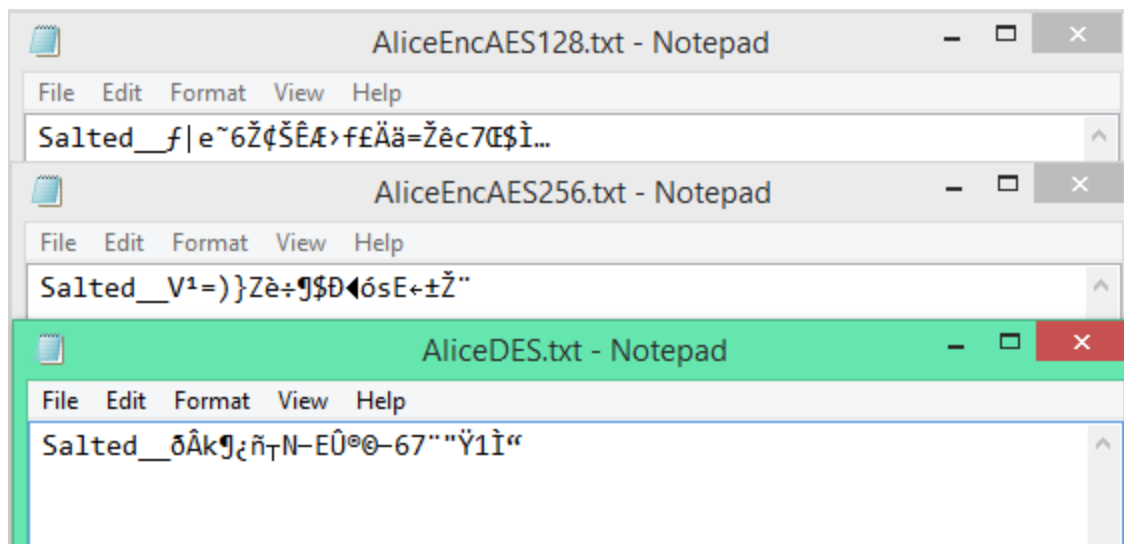 AliceEncAES128.txt - Notepad
File Edit Format View Help
Salted__ƒ|e˜6Ž¢ŠÊÆ›f£Ää=Žêc7Œ$Ì…
AliceEncAES256.txt - Notepad
File Edit Format View Help
Salted__V¹=)}Zè÷¶$Ð◄ósE←±Ž¨
AliceDES.txt - Notepad
File Edit Format View Help
Salted__ðÂk¶¿ñ┬N—EÛ®©—67¨"Ÿ1Ì“